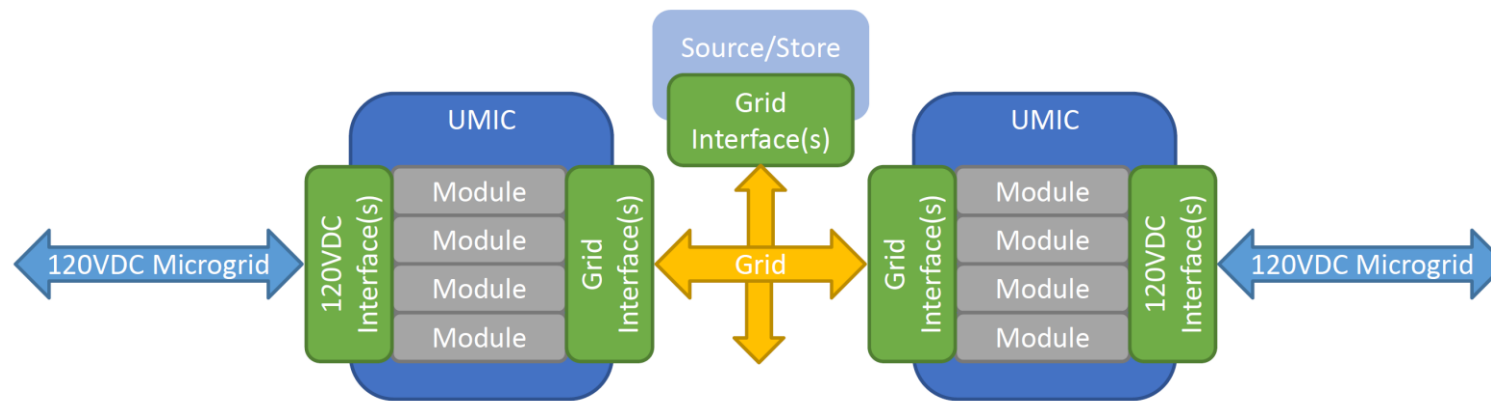 Source/Store
Grid
Interface(s)
UMIC
Module
Module
Module
Module
120VDC
Interface(s)
Grid
Interface(s)
120VDC Microgrid
Grid
UMIC
Module
Module
Module
Module
Grid
Interface(s)
120VDC
Interface(s)
120VDC Microgrid